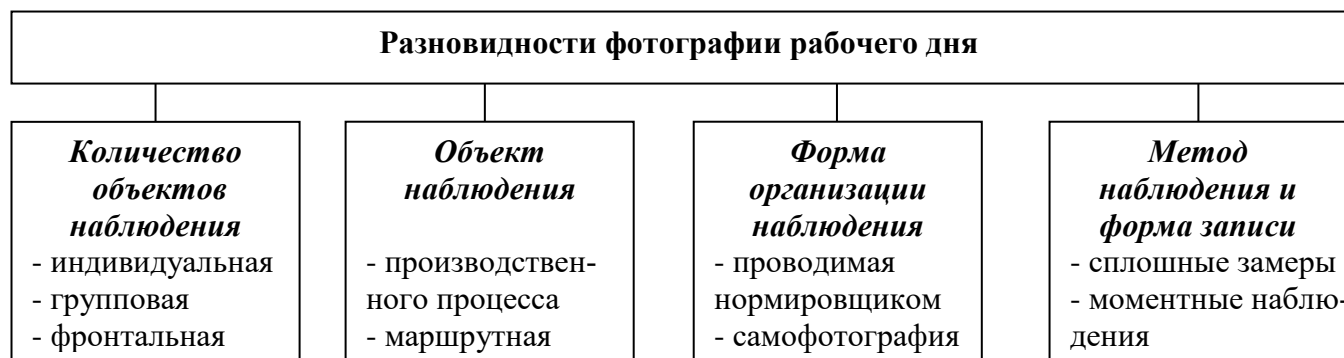 Разновидности фотографии рабочего дня
Количество
объектов
наблюдения
- индивидуальная
- групповая
- фронтальная
Объект
наблюдения
- производствен-
ного процесса
- маршрутная
Форма
организации
наблюдения
- проводимая
нормировщиком
- самофотография
Метод
наблюдения и
форма записи
- сплошные замеры
- моментные наблю-
дения